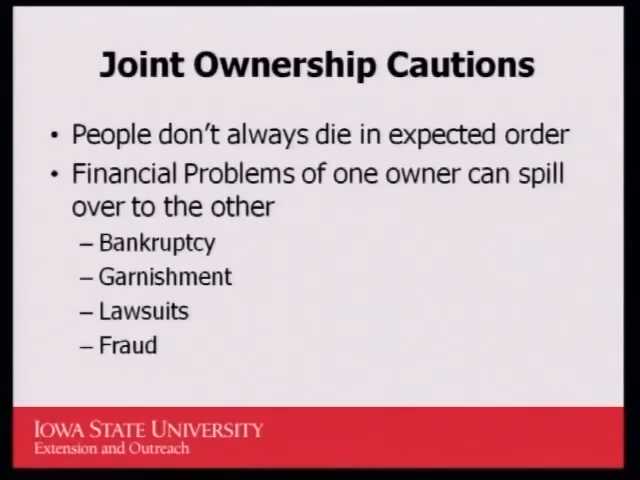 Joint Ownership Cautions
• People don't always die in expected order
• Financial Problems of one owner can spill
over to the other
– Bankruptcy
– Garnishment
– Lawsuits
– Fraud
IOWA STATE UNIVERSITY
Extension and Outreach